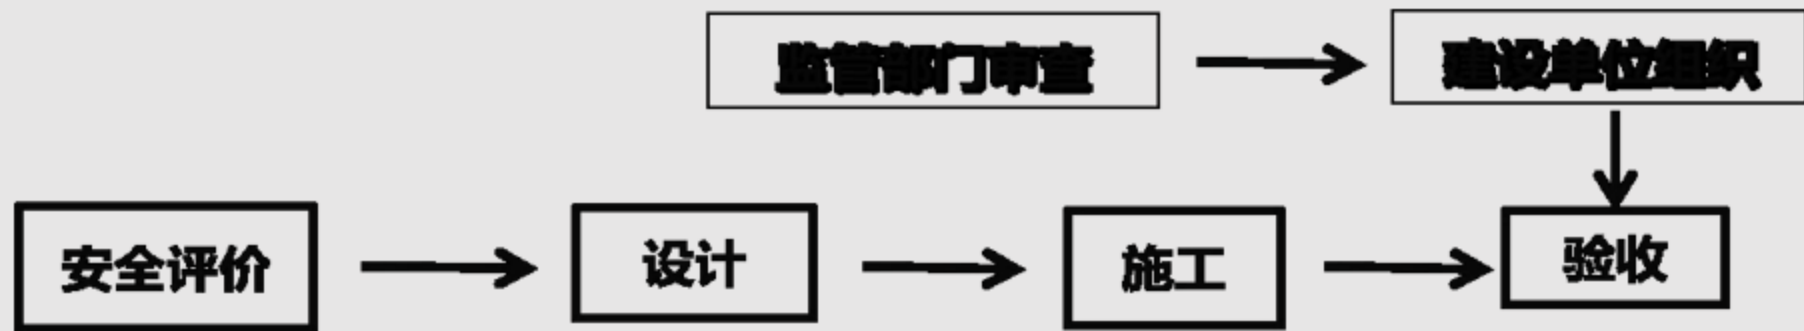 监管部门审查
建设单位组织
安全评价
设计
施工
验收